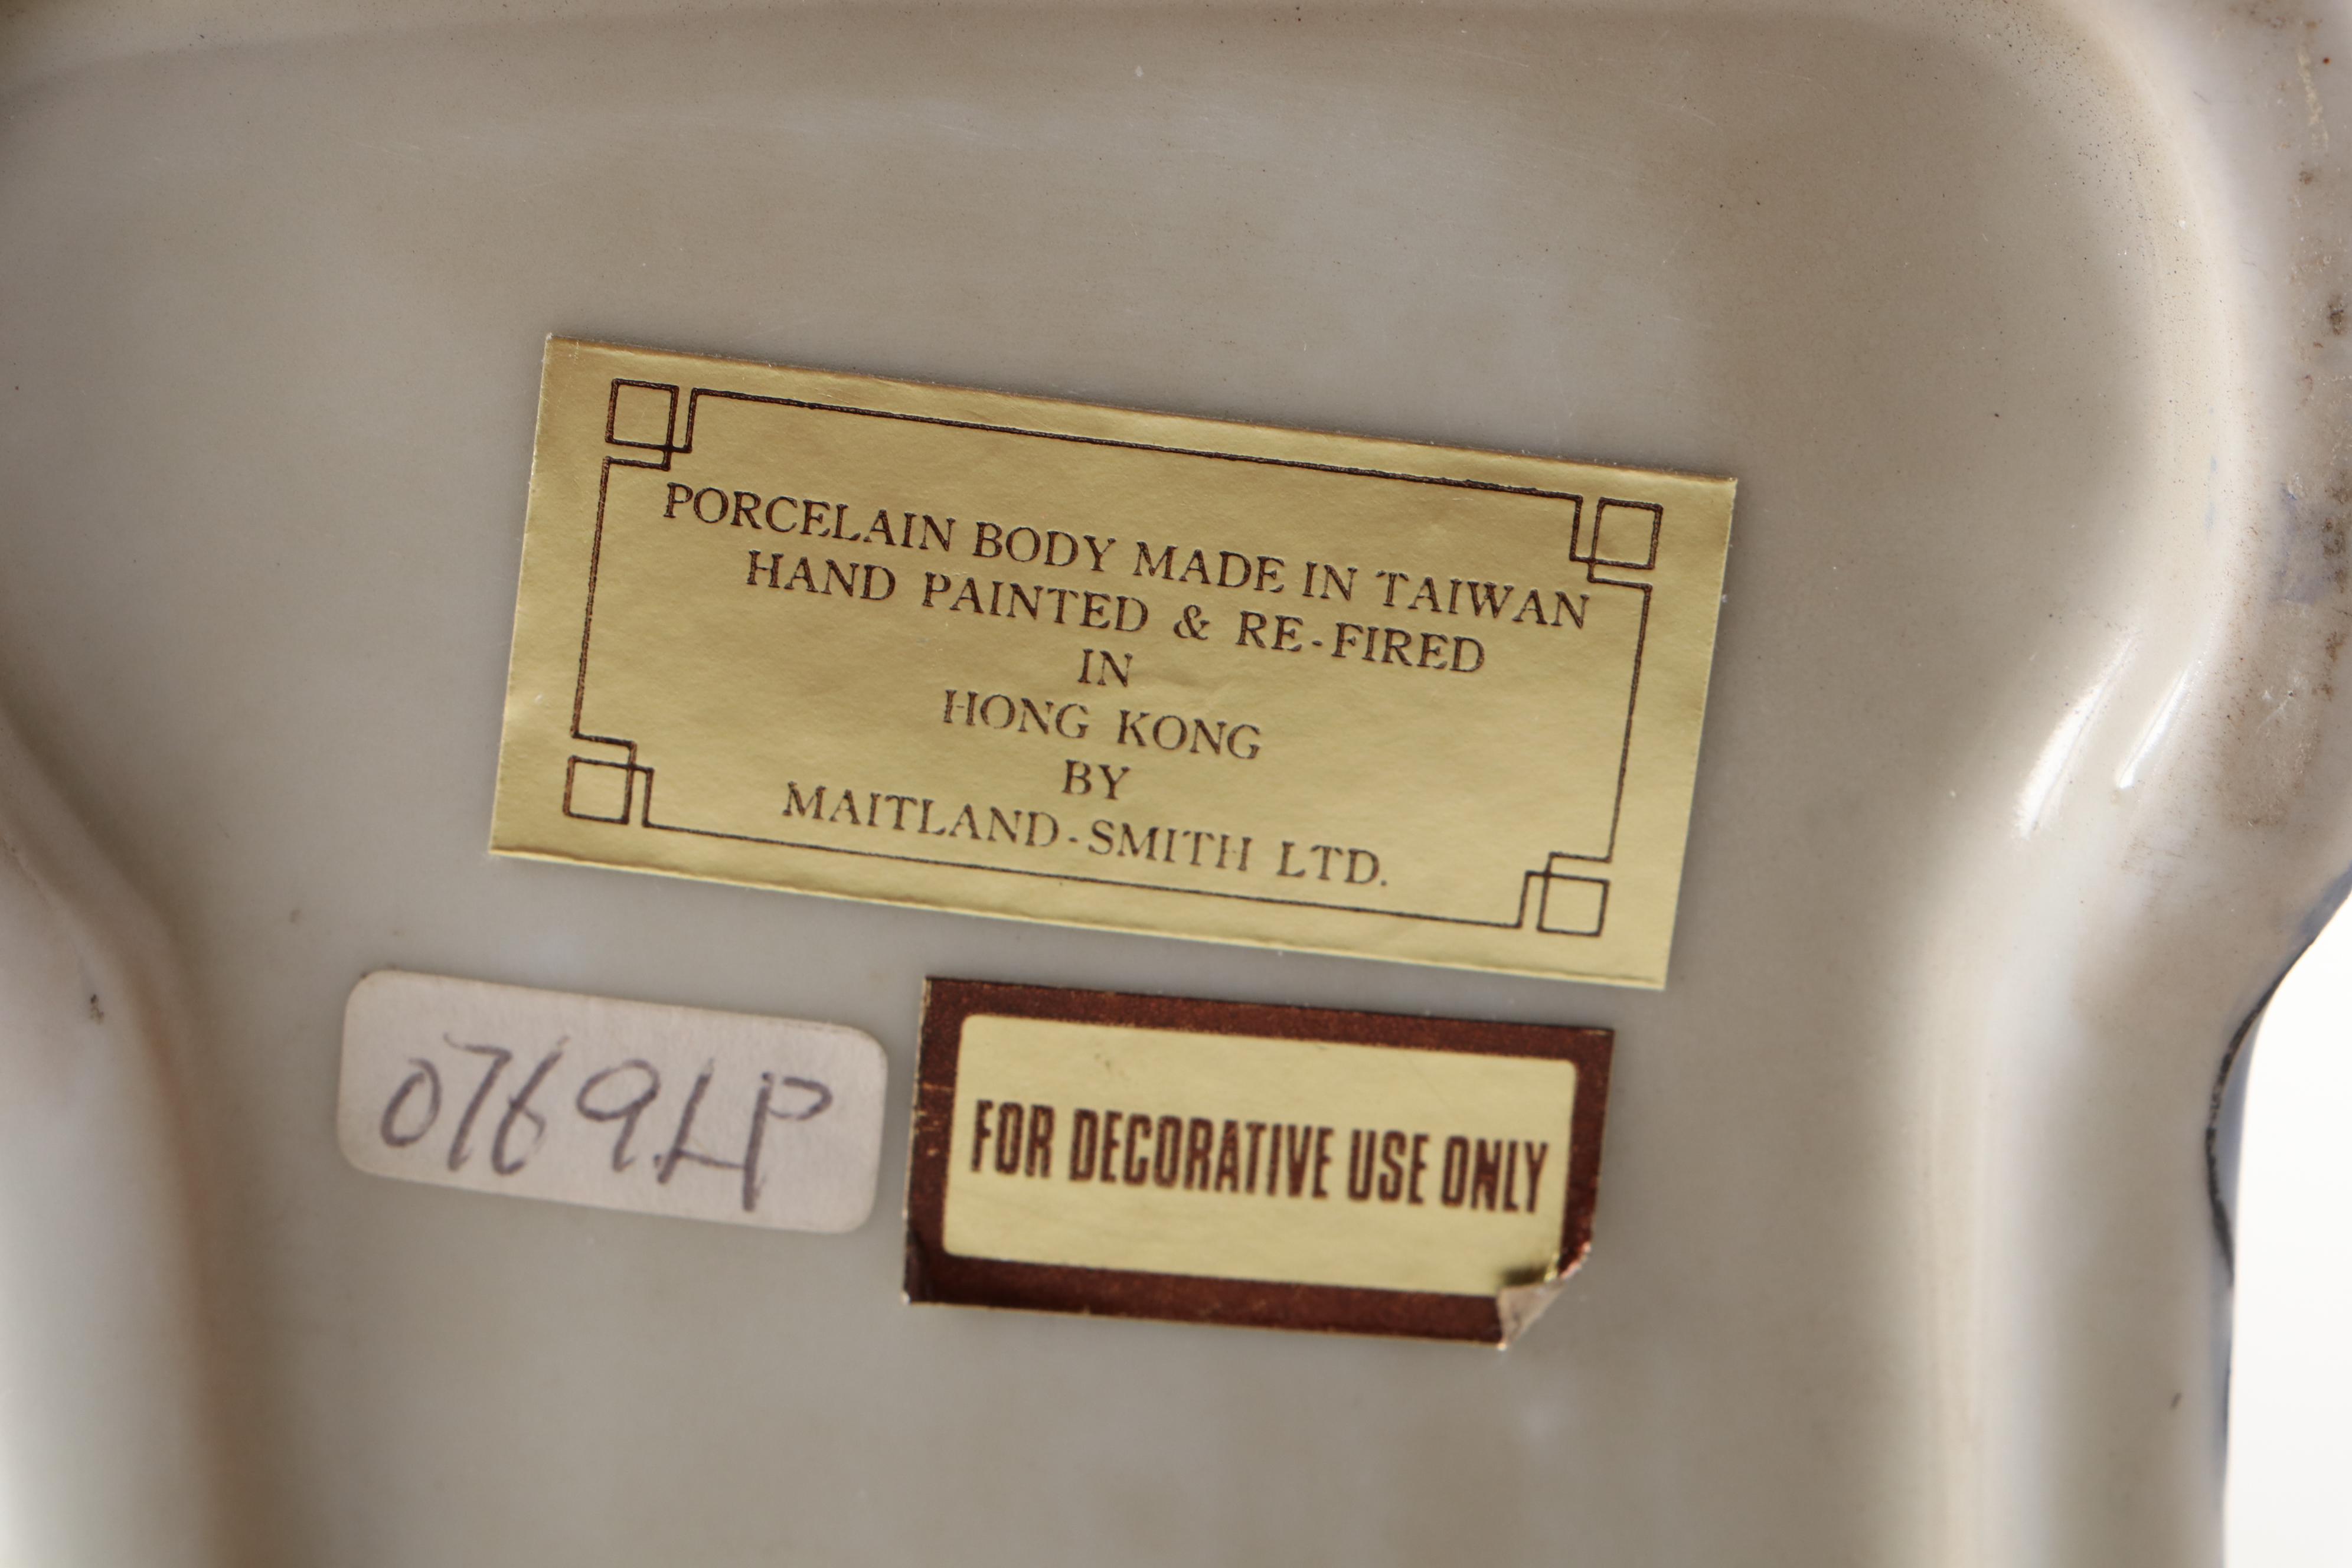 PORCELAIN BODY MADE IN TAIWAN
HAND PAINTED & RE-FIRED
IN
HONG KONG
BY
MAITLAND-SMITH LTD.
0769LP
FOR DECORATIVE USE ONLY